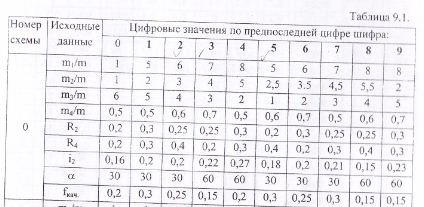 Таблица 9.1.
Номер схемы Исходные данные Цифровые значения по предпоследней цифре шифра:
0 1 2 3 4 5 6 7 8 9
0
m₁/m 1 5 6 7 8 5 6 7 8 8
m₂/m 1 2 3 4 5 2,5 3.5 4,5 5,5 2
m₃/m 6 5 4 3 2 1 2 3 4 5
m₄/m 0,5 0,5 0,6 0,7 0,5 0,6 0,7 0,5 0,6 0,7
R₂ 0,2 0,3 0,25 0,25 0,3 0,2 0,3 0,25 0,25 0,3
R₄ 0,2 0,3 0,4 0,2 0,3 0,4 0,2 0,3 0,4 0,3
i₂ 0,16 0,2 0,2 0,22 0,27 0,18 0,2 0,21 0,15 0,23
α 30 30 30 60 60 30 30 30 60 60
fкач. 0,2 0,3 0,25 0,15 0,2 0,3 0,25 0,3 0,15 0,15